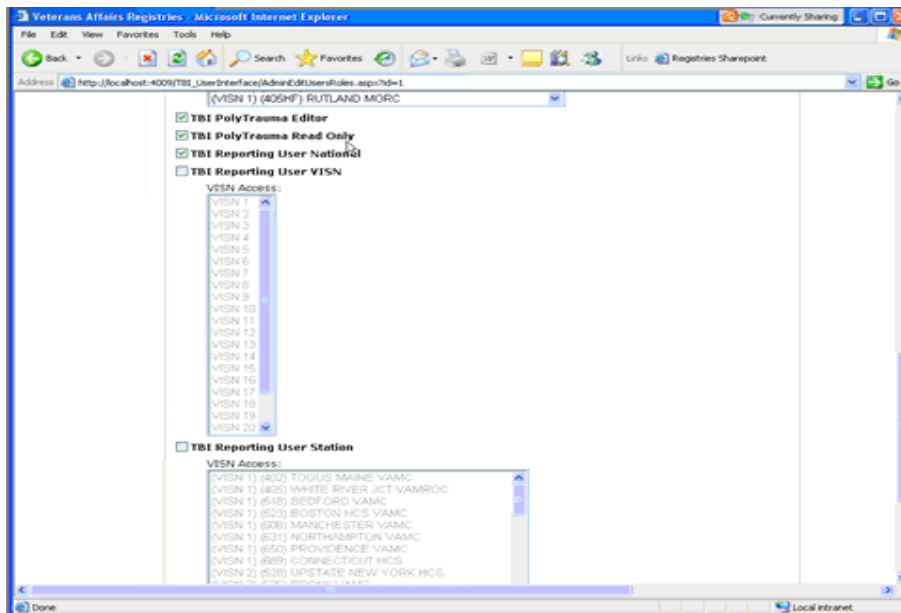 Veterans Affairs Registries - Microsoft Internet Explorer
Currently Sharing
File Edit View Favorites Tools Help
Back Search Favorites Links Registries Sharepoint
Address http://localhost:4009/TBI_UserInterface/AdminEditUsersRoles.aspx?id=1 Go
(VISN 1) (405HF) RUTLAND MORC
TBI PolyTrauma Editor
TBI PolyTrauma Read Only
TBI Reporting User National
TBI Reporting User VISN
VISN Access:
VISN 1
VISN 2
VISN 3
VISN 4
VISN 5
VISN 6
VISN 7
VISN 8
VISN 9
VISN 10
VISN 11
VISN 12
VISN 13
VISN 14
VISN 15
VISN 16
VISN 17
VISN 18
VISN 19
VISN 20
TBI Reporting User Station
VISN Access:
(VISN 1) (402) TOGUS MAINE VAMC
(VISN 1) (405) WHITE RIVER JCT VAMROC
(VISN 1) (518) BEDFORD VAMC
(VISN 1) (523) BOSTON HCS VAMC
(VISN 1) (608) MANCHESTER VAMC
(VISN 1) (631) NORTHAMPTON VAMC
(VISN 1) (650) PROVIDENCE VAMC
(VISN 1) (689) CONNECTICUT HCS
(VISN 2) (528) UPSTATE NEW YORK HCS
Done Local intranet